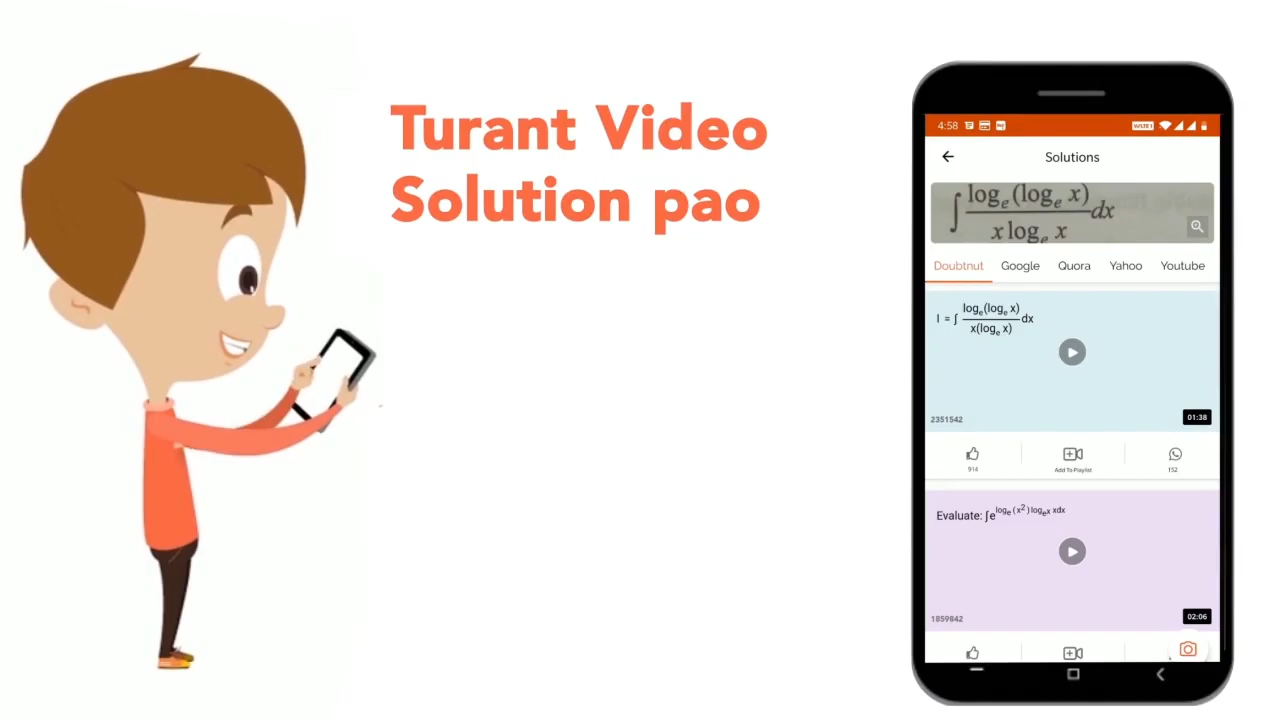 Turant Video
Solution pao
4:58
VoLTE1
Solutions
∫ logₑ(logₑ x) / x logₑ x dx
Doubtnut Google Quora Yahoo Youtube
I = ∫ logₑ(logₑ x) / x(logₑ x) dx
2351542 01:38
914 Add To Playlist 152
Evaluate: ∫e^logₑ(x²)logₑx xdx
1859842 02:06